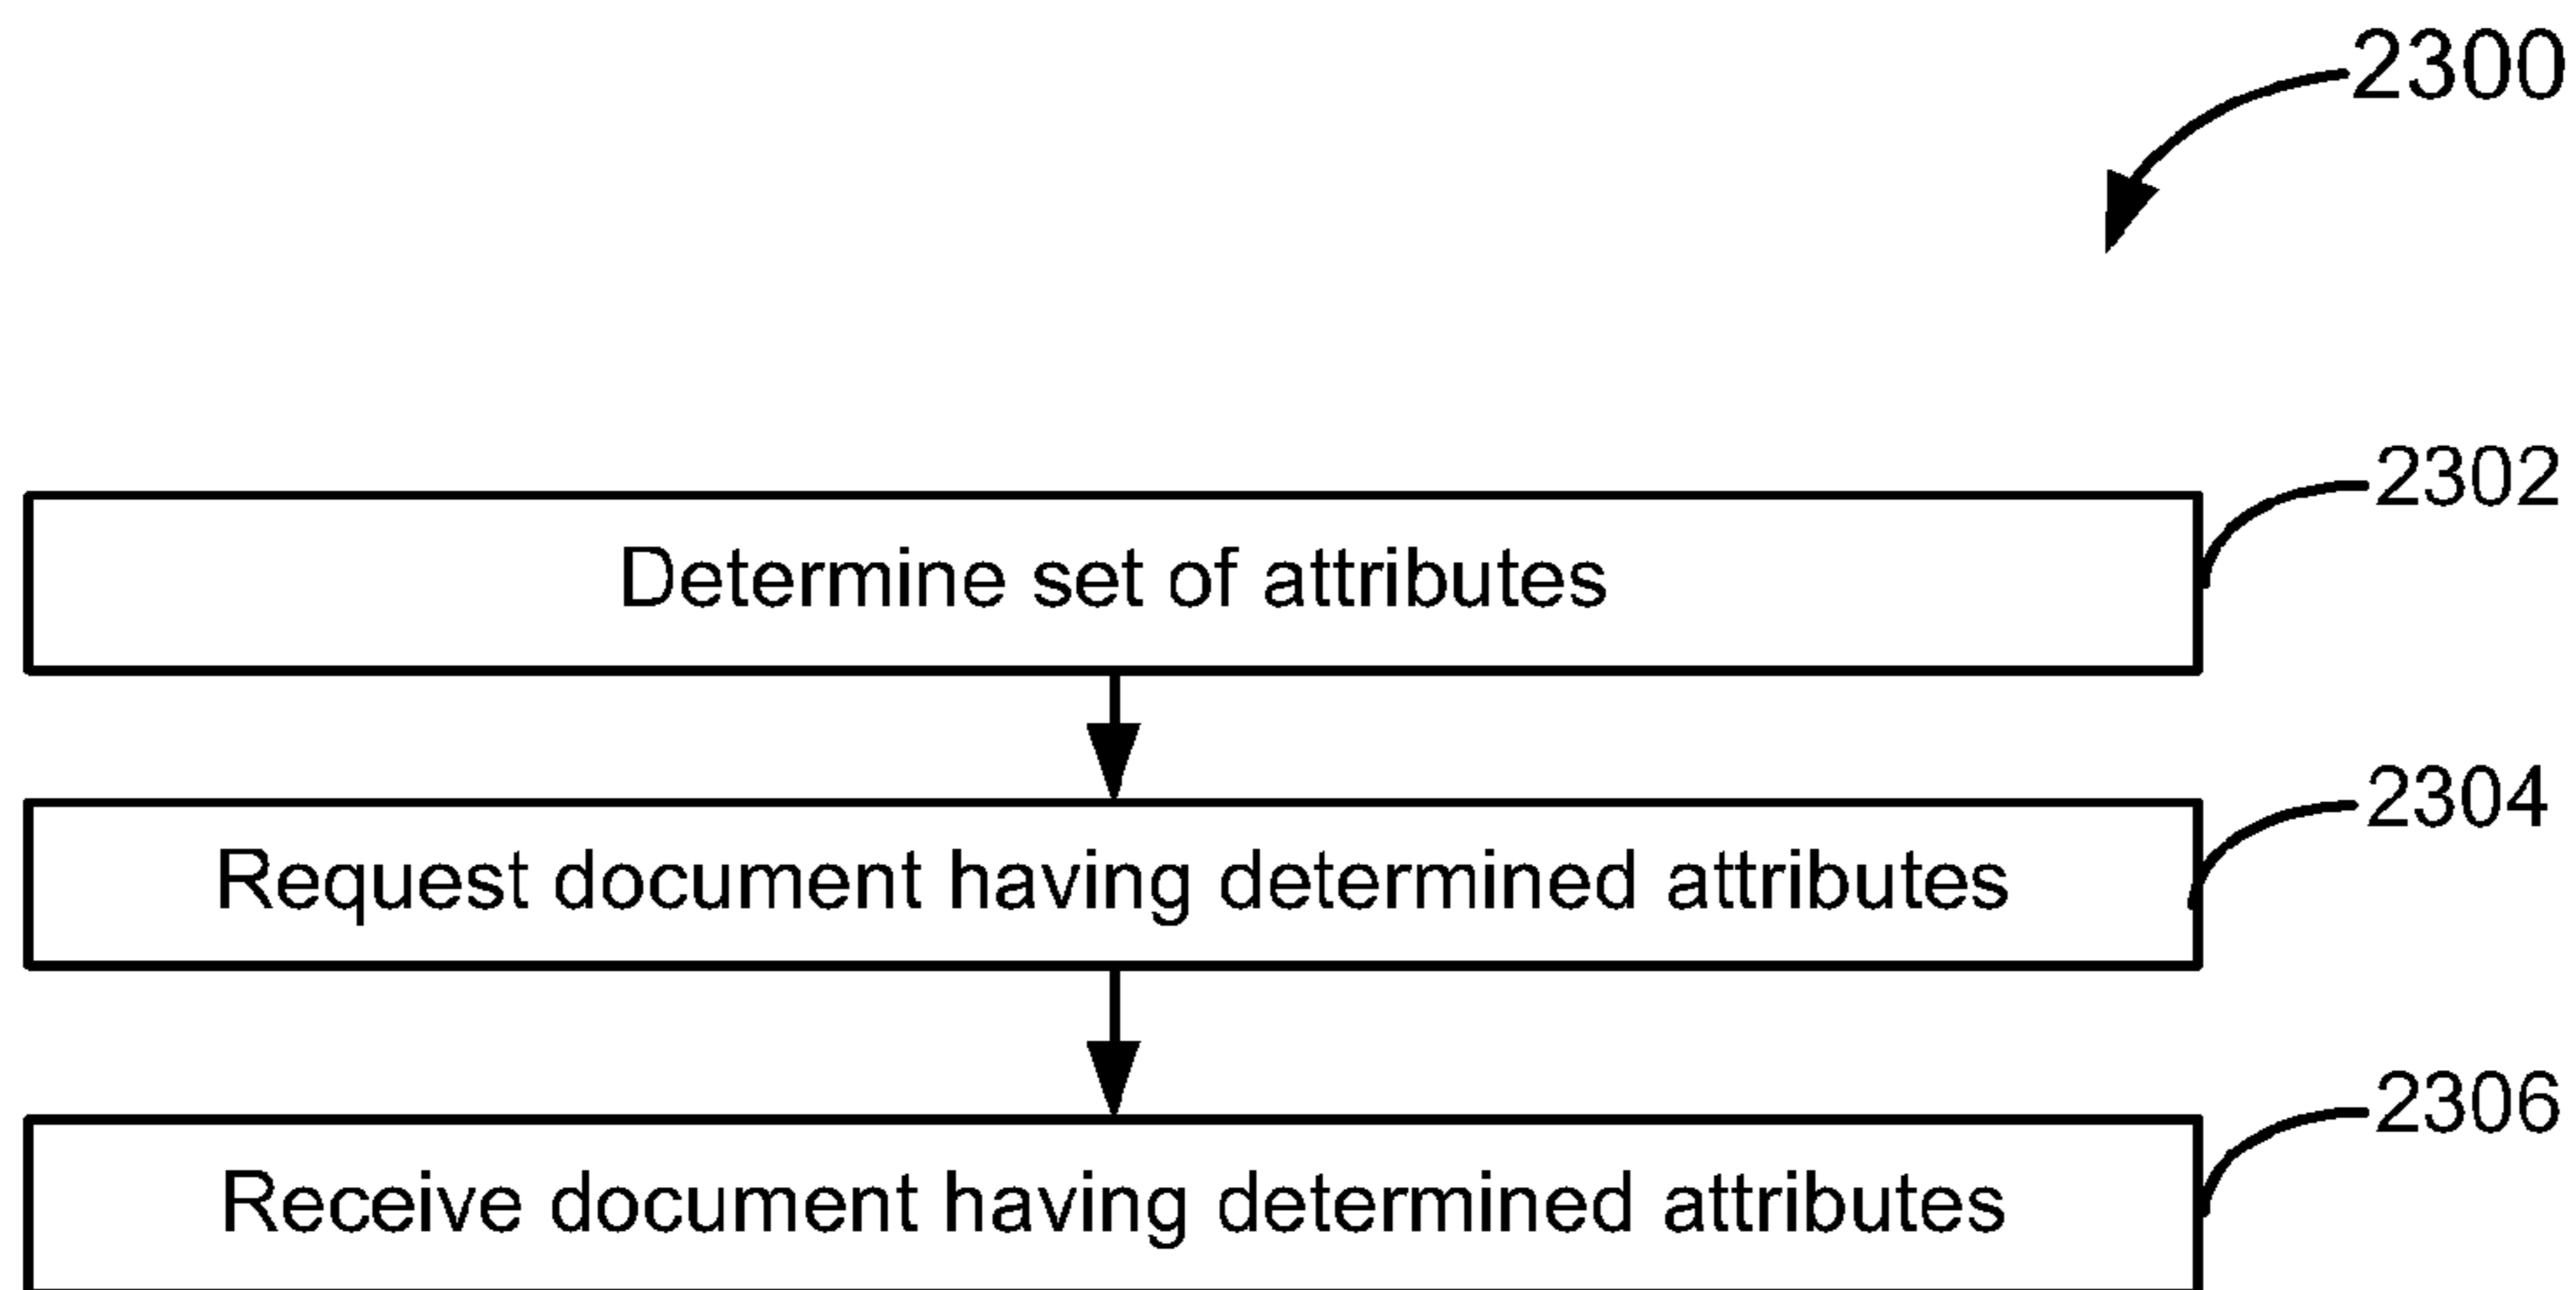 2300
2302
Determine set of attributes
2304
Request document having determined attributes
2306
Receive document having determined attributes